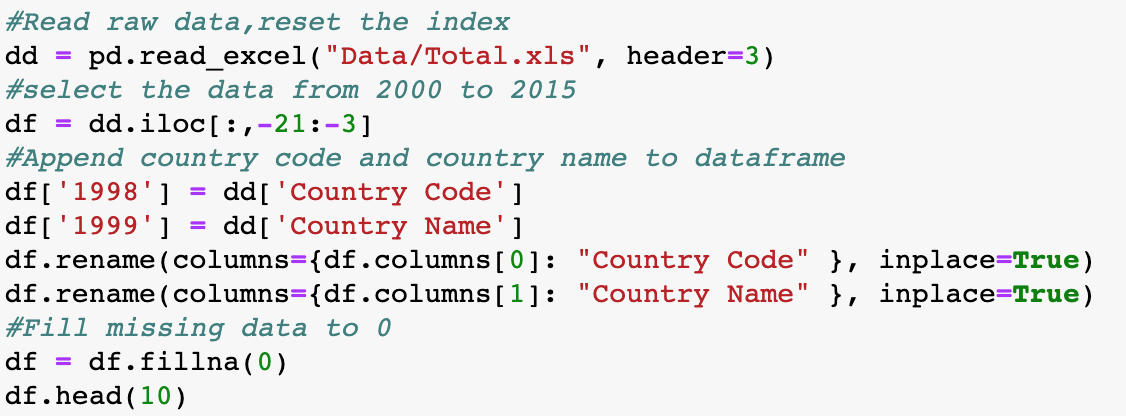 #Read raw data,reset the index
dd = pd.read_excel("Data/Total.xls", header=3)
#select the data from 2000 to 2015
df = dd.iloc[:,-21:-3]
#Append country code and country name to dataframe
df['1998'] = dd['Country Code']
df['1999'] = dd['Country Name']
df.rename(columns={df.columns[0]: "Country Code" }, inplace=True)
df.rename(columns={df.columns[1]: "Country Name" }, inplace=True)
#Fill missing data to 0
df = df.fillna(0)
df.head(10)